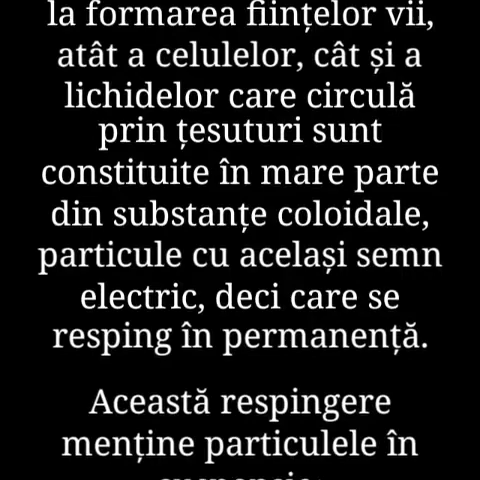 la formarea ființelor vii,
atât a celulelor, cât și a
lichidelor care circulă
prin țesuturi sunt
constituite în mare parte
din substanțe coloidale,
particule cu același semn
electric, deci care se
resping în permanență.
Această respingere
menține particulele în